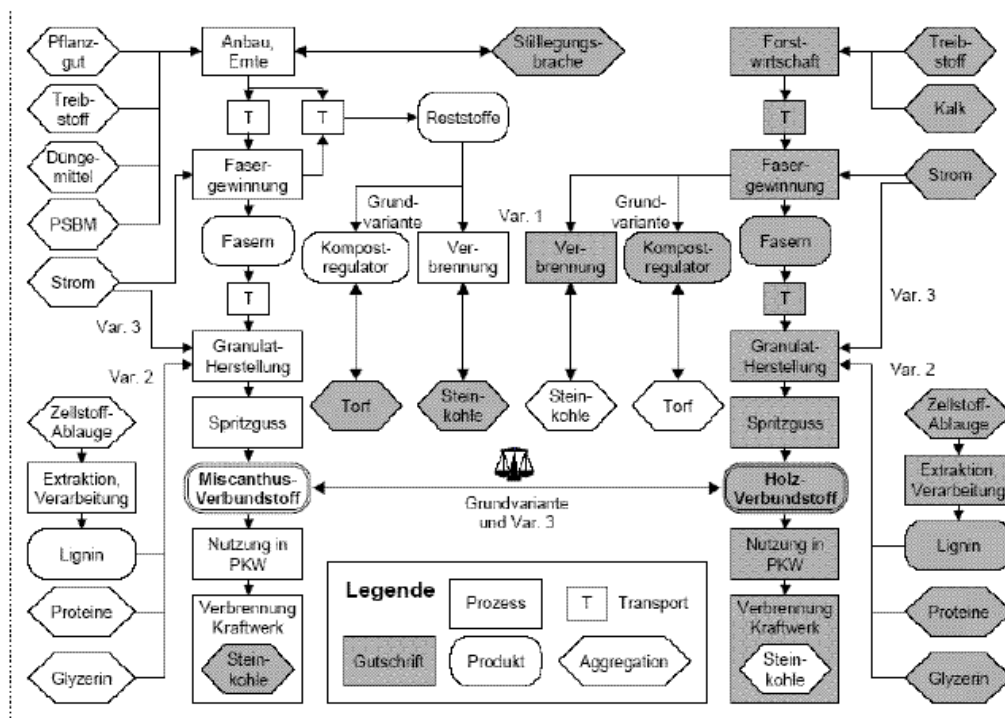 Pflanz-
gut
Treib-
stoff
Dünge-
mittel
PSBM
Strom
Var. 3
Var. 2
Zellstoff-
Ablauge
Extraktion,
Verarbeitung
Lignin
Proteine
Glyzerin
Anbau,
Ernte
T
T
Faser-
gewinnung
Fasern
T
Granulat-
Herstellung
Spritzguss
Miscanthus-
Verbundstoff
Nutzung in
PKW
Verbrennung
Kraftwerk
Stein-
kohle
Stilllegungs-
brache
Reststoffe
Grund-
variante
Kompost-
regulator
Ver-
brennung
Torf
Stein-
kohle
Var. 1
Grund-
variante
Ver-
brennung
Kompost-
regulator
Stein-
kohle
Torf
Grundvariante
und Var. 3
Legende
Prozess
T
Transport
Gutschrift
Produkt
Aggregation
Forst-
wirtschaft
T
Faser-
gewinnung
Fasern
T
Granulat-
Herstellung
Spritzguss
Holz-
Verbundstoff
Nutzung in
PKW
Verbrennung
Kraftwerk
Stein-
kohle
Treib-
stoff
Kalk
Strom
Var. 3
Var. 2
Zellstoff-
Ablauge
Extraktion,
Verarbeitung
Lignin
Proteine
Glyzerin